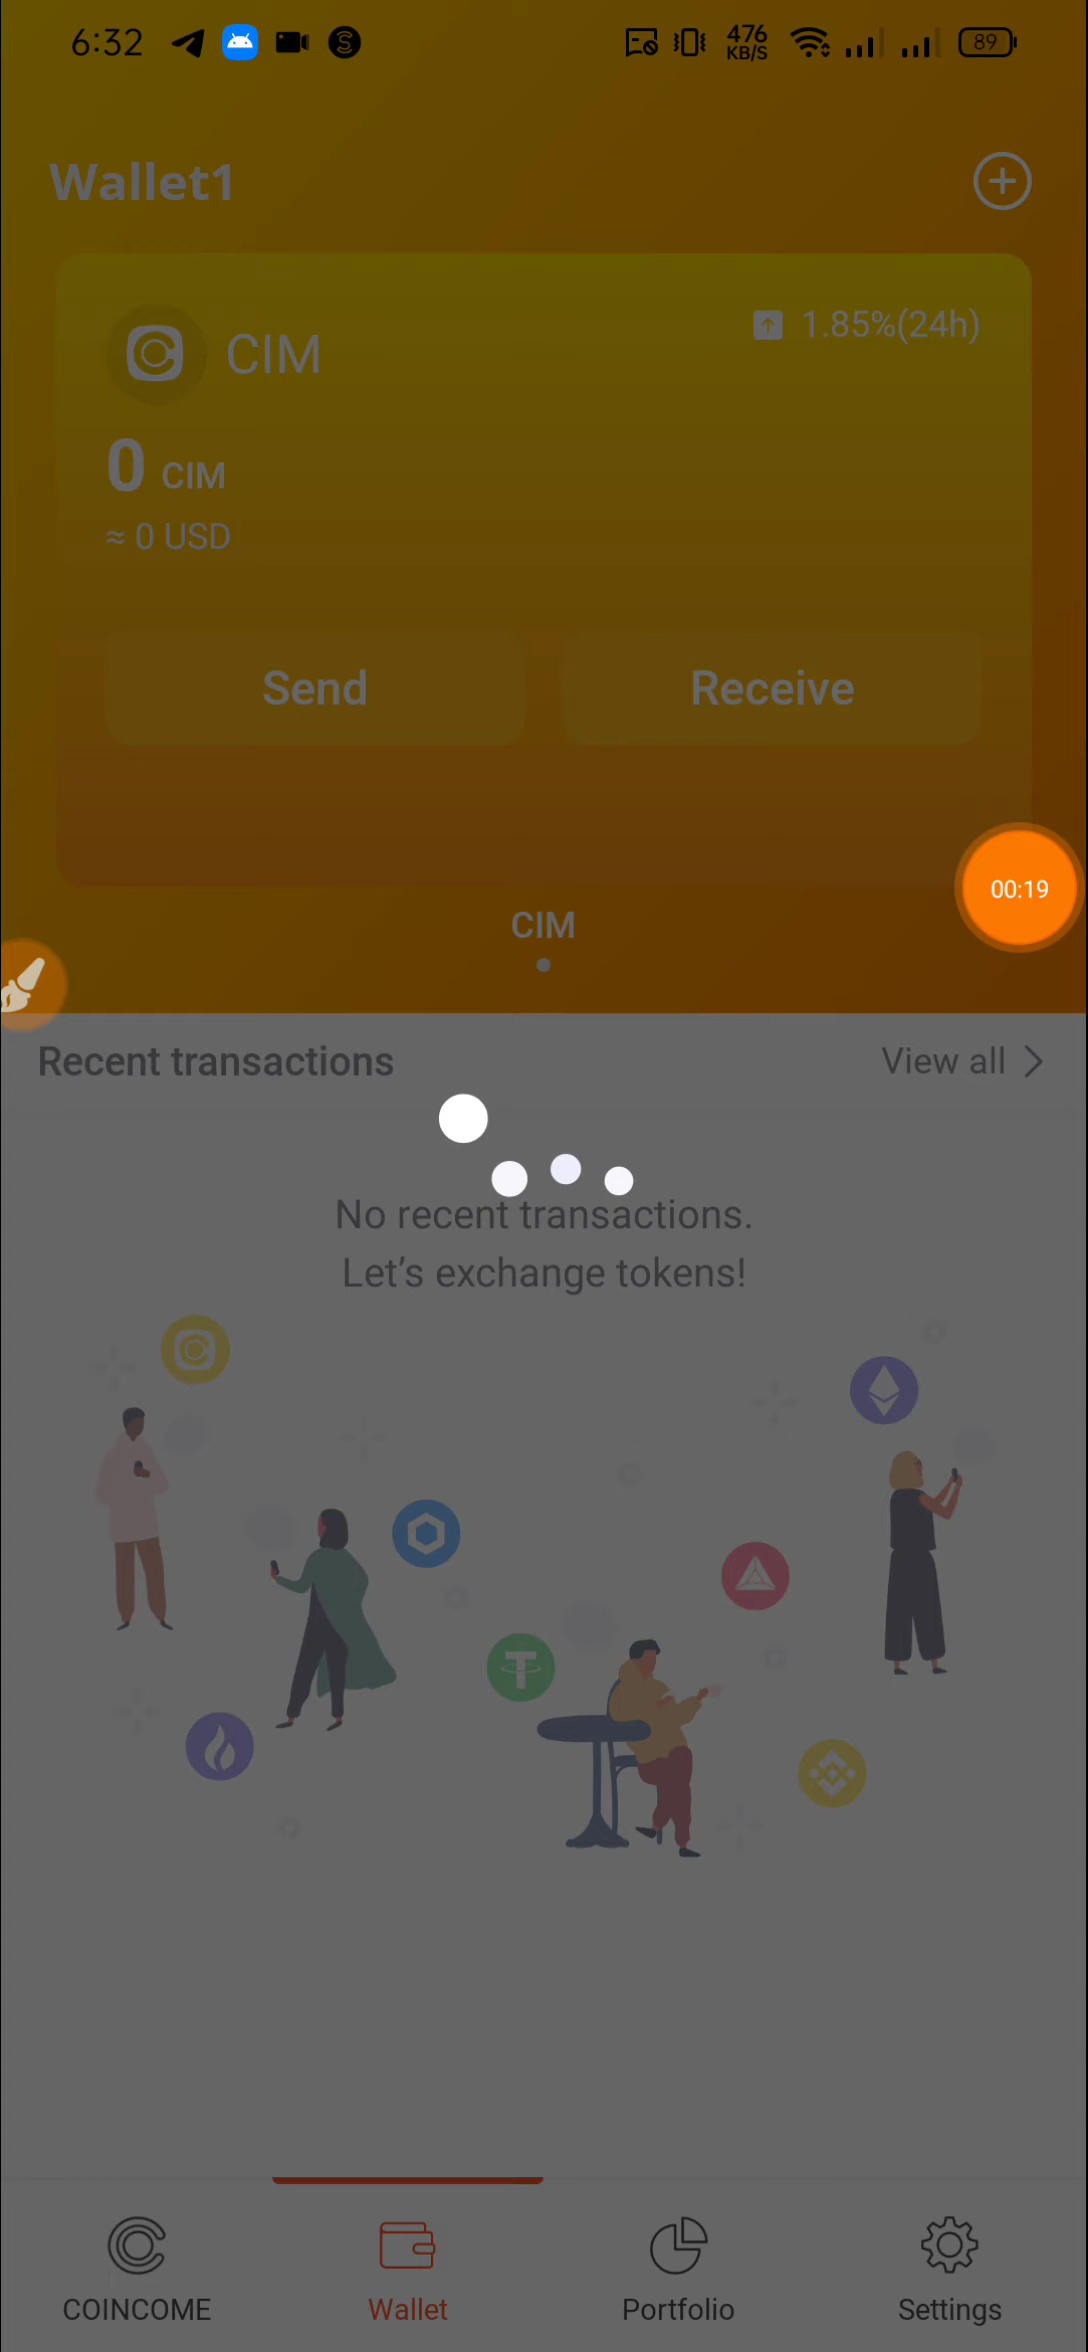 6:32
476
KB/S
89
Wallet1
CIM
1.85%(24h)
0 CIM
≈ 0 USD
Send
Receive
00:19
CIM
Recent transactions
View all
No recent transactions.
Let’s exchange tokens!
COINCOME
Wallet
Portfolio
Settings